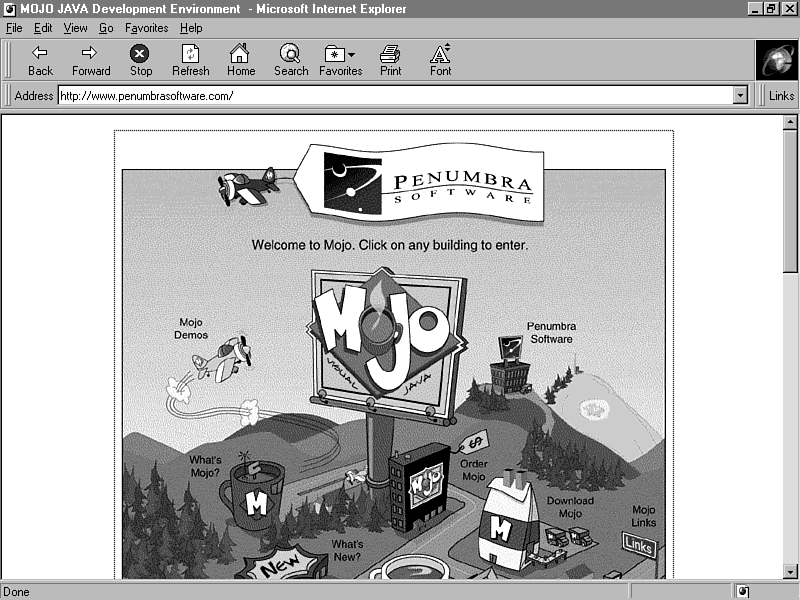 MOJO JAVA Development Environment - Microsoft Internet Explorer
File Edit View Go Favorites Help
Back Forward Stop Refresh Home Search Favorites Print Font
Address http://www.penumbrasoftware.com/ Links
PENUMBRA
SOFTWARE
Welcome to Mojo. Click on any building to enter.
MOJO
VISUAL JAVA
Mojo
Demos
Penumbra
Software
What's
Mojo?
M
$
MOJO
Order
Mojo
M
Download
Mojo
Mojo
Links
Links
What's
New?
New
Done